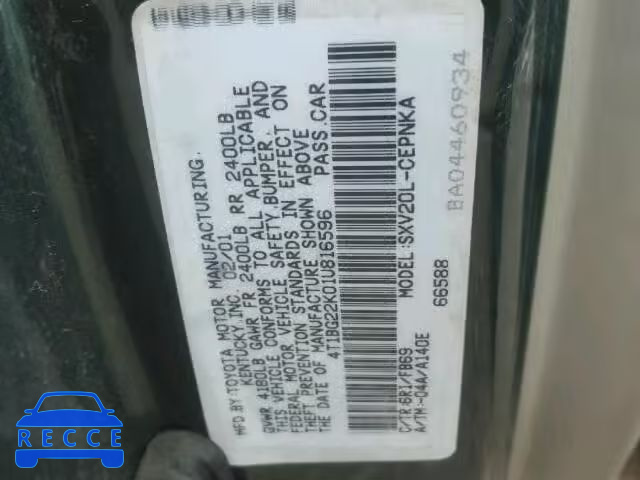 MFD.BY:TOYOTA MOTOR MANUFACTURING,
KENTUCKY,INC. 02/01
GVWR 4180LB GAWR FR 2400LB RR 2400LB
THIS VEHICLE CONFORMS TO ALL APPLICABLE
FEDERAL MOTOR VEHICLE SAFETY,BUMPER, AND
THEFT PREVENTION STANDARDS IN EFFECT ON
THE DATE OF MANUFACTURE SHOWN ABOVE
4T1BG22K01U816596 PASS.CAR
C/TR:6R1/FB69 MODEL:SXV20L-CEPNKA
A/TM-04A/A140E
66588
BA04460934
RECCE